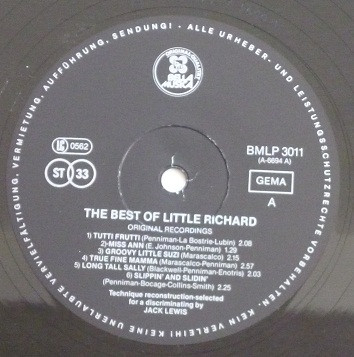 ORIGINALQUALITÄT
BELLA
MUSICA
KEIN VERLEIH! KEINE UNERLAUBTE VERVIELFÄLTIGUNG, VERMIETUNG, AUFFÜHRUNG, SENDUNG! - ALLE URHEBER- UND LEISTUNGSSCHUTZRECHTE VORBEHALTEN.
LC 0562
ST 33
BMLP 3011
(A-6694 A)
GEMA
A
THE BEST OF LITTLE RICHARD
ORIGINAL RECORDINGS
1) TUTTI FRUTTI (Penniman-La Bostrie-Lubin) 2.08
2)-MISS ANN (E. Johnson-Penniman) 1.29
3) GROOVY LITTLE SUZI (Marascalco) 2.15
4) TRUE FINE MAMMA (Marascalco-Penniman) 2.57
5) LONG TALL SALLY (Blackwell-Penniman-Enotris) 2.03
6) SLIPPIN' AND SLIDIN'
(Penniman-Bocage-Collins-Smith) 2.25
Technique reconstruction-selected
for a discriminating by
JACK LEWIS